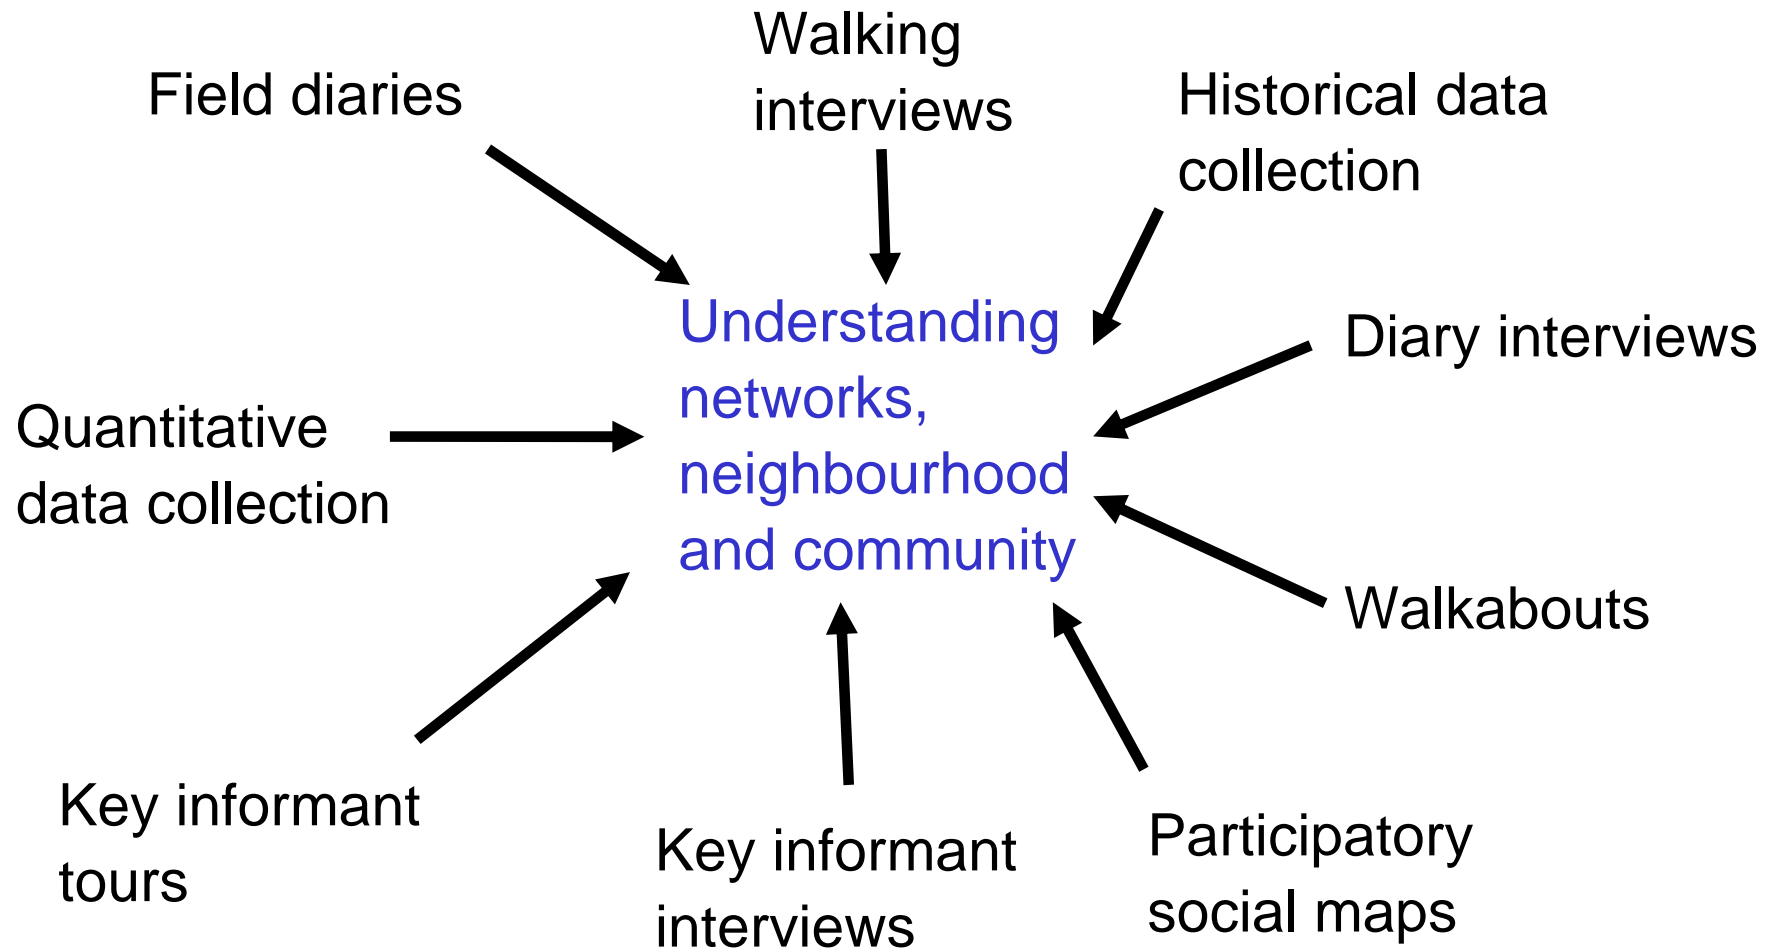 Walking
interviews
Field diaries
Historical data
collection
Understanding
networks,
neighbourhood
and community
Diary interviews
Quantitative
data collection
Walkabouts
Key informant
tours
Key informant
interviews
Participatory
social maps